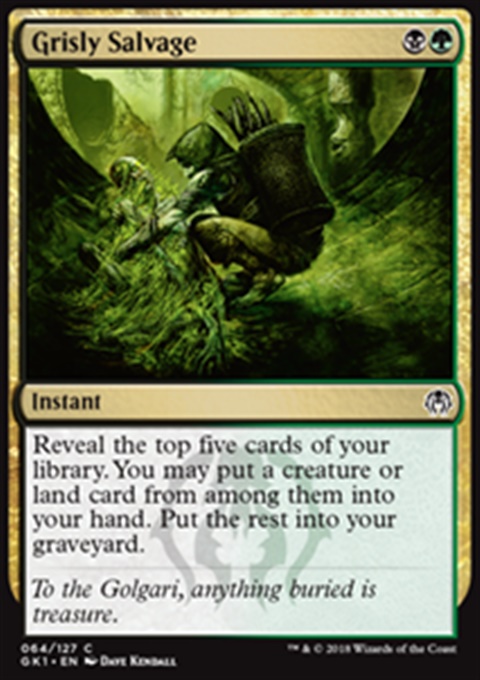 Grisly Salvage
Instant
Reveal the top five cards of your
library. You may put a creature or
land card from among them into
your hand. Put the rest into your
graveyard.
To the Golgari, anything buried is
treasure.
064/127 C
GK1 • EN DAVE KENDALL
™ & © 2018 Wizards of the Coast